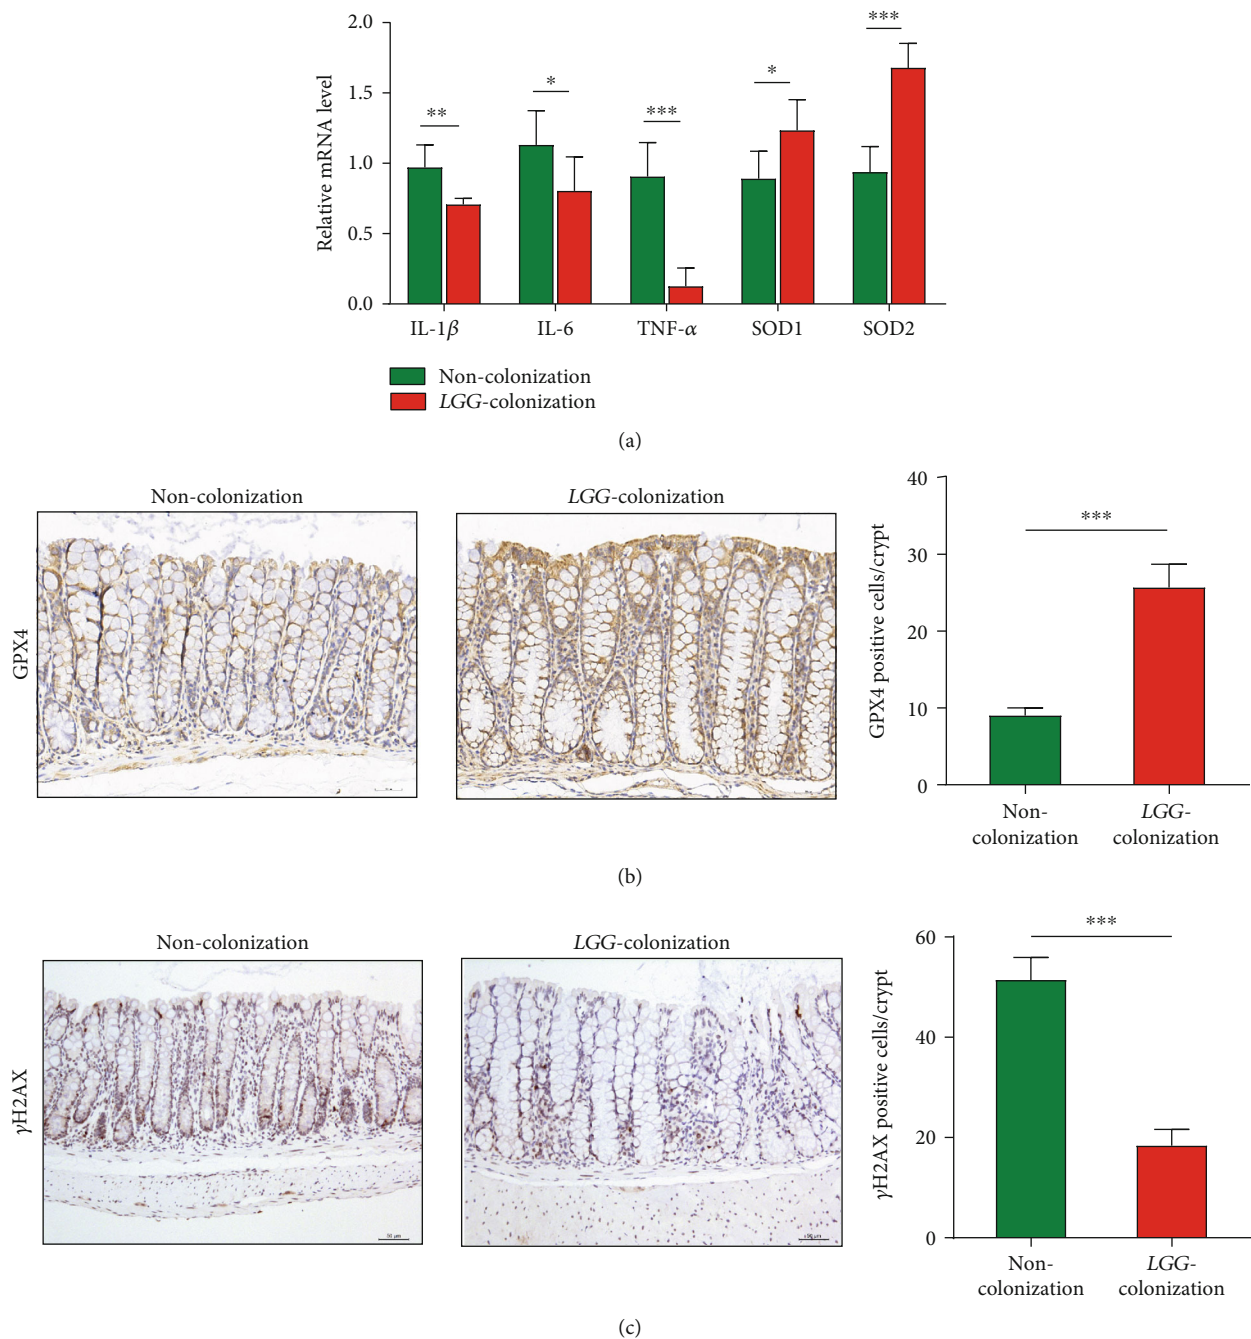 2.0
1.5
1.0
0.5
0.0
Relative mRNA level
**
*
***
*
***
IL-1β
IL-6
TNF-α
SOD1
SOD2
Non-colonization
LGG-colonization
(a)
GPX4
Non-colonization
LGG-colonization
GPX4 positive cells/crypt
40
30
20
10
0
***
Non-
colonization
LGG-
colonization
(b)
γH2AX
Non-colonization
LGG-colonization
γH2AX positive cells/crypt
60
40
20
0
***
Non-
colonization
LGG-
colonization
(c)